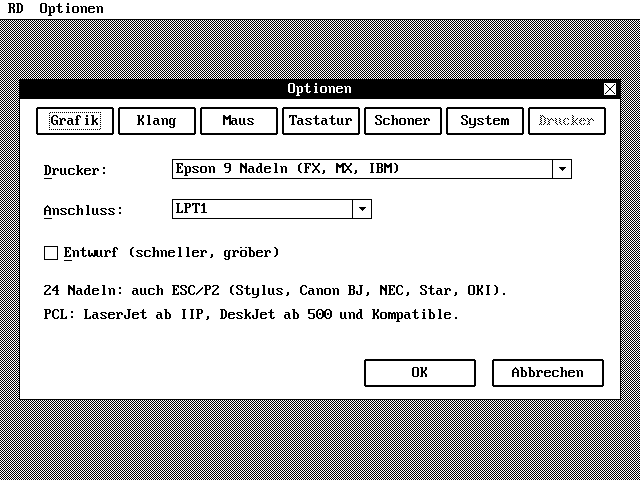 RD Optionen
Optionen
Grafik Klang Maus Tastatur Schoner System Drucker
Drucker: Epson 9 Nadeln (FX, MX, IBM)
Anschluss: LPT1
Entwurf (schneller, gröber)
24 Nadeln: auch ESC/P2 (Stylus, Canon BJ, NEC, Star, OKI).
PCL: LaserJet ab IIP, DeskJet ab 500 und Kompatible.
OK Abbrechen